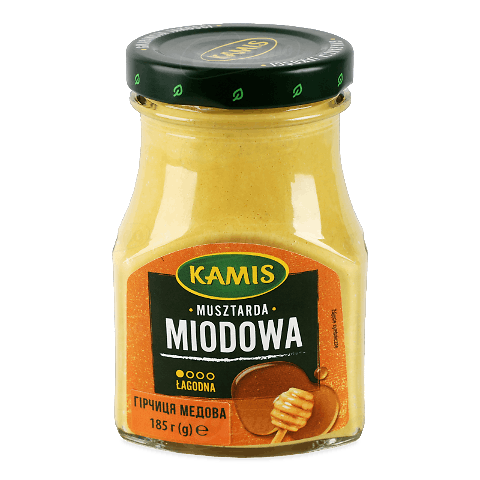 KAMIS
MUSZTARDA
MIODOWA
ŁAGODNA
ГІРЧИЦЯ МЕДОВА
185 г (g) ℮